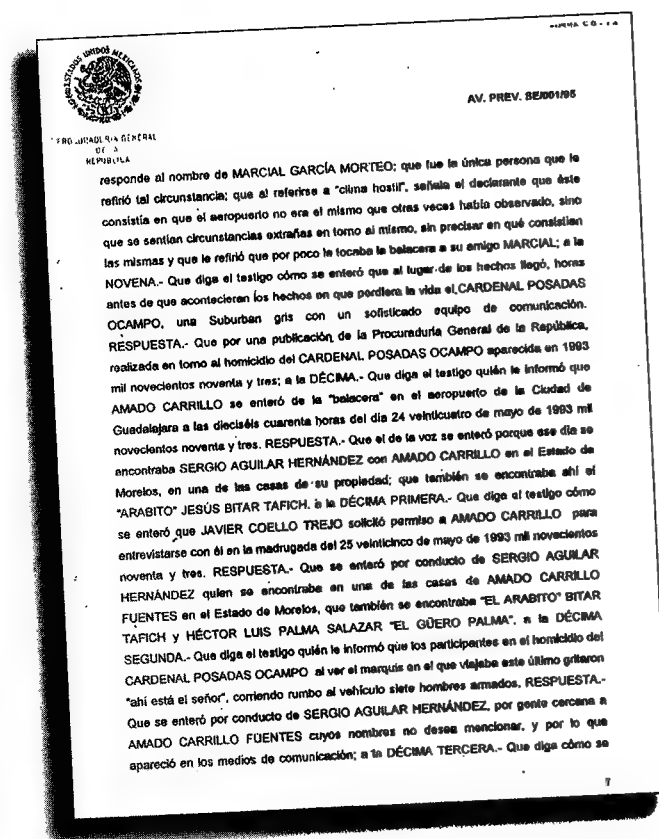 FORMA C G - 1 A
ESTADOS UNIDOS MEXICANOS
AV. PREV. SE/001/95
PROCURADURIA GENERAL
DE LA
REPUBLICA
responde al nombre de MARCIAL GARCÍA MORTEO; que fue la única persona que le
refirió tal circunstancia; que al referirse a "clima hostil", señala el declarante que éste
consistía en que el aeropuerto no era el mismo que otras veces había observado, sino
que se sentían circunstancias extrañas en torno al mismo, sin precisar en qué consistían
las mismas y que le refirió que por poco le tocaba la balacera a su amigo MARCIAL; a la
NOVENA.- Que diga el testigo cómo se enteró que al lugar de los hechos llegó, horas
antes de que acontecieran los hechos en que perdiera la vida el CARDENAL POSADAS
OCAMPO, una Suburban gris con un sofisticado equipo de comunicación.
RESPUESTA.- Que por una publicación de la Procuraduría General de la República,
realizada en torno al homicidio del CARDENAL POSADAS OCAMPO aparecida en 1993
mil novecientos noventa y tres; a la DÉCIMA.- Que diga el testigo quién le informó que
AMADO CARRILLO se enteró de la "balacera" en el aeropuerto de la Ciudad de
Guadalajara a las dieciséis cuarenta horas del día 24 veinticuatro de mayo de 1993 mil
novecientos noventa y tres. RESPUESTA.- Que el de la voz se enteró porque ese día se
encontraba SERGIO AGUILAR HERNÁNDEZ con AMADO CARRILLO en el Estado de
Morelos, en una de las casas de su propiedad; que también se encontraba ahí el
"ARABITO" JESÚS BITAR TAFICH. a la DÉCIMA PRIMERA.- Que diga el testigo cómo
se enteró que JAVIER COELLO TREJO solicitó permiso a AMADO CARRILLO para
entrevistarse con él en la madrugada del 25 veinticinco de mayo de 1993 mil novecientos
noventa y tres. RESPUESTA.- Que se enteró por conducto de SERGIO AGUILAR
HERNÁNDEZ quien se encontraba en una de las casas de AMADO CARRILLO
FUENTES en el Estado de Morelos, que también se encontraba "EL ARABITO" BITAR
TAFICH y HÉCTOR LUIS PALMA SALAZAR "EL GÜERO PALMA", a la DÉCIMA
SEGUNDA.- Que diga el testigo quién le informó que los participantes en el homicidio del
CARDENAL POSADAS OCAMPO al ver el marquis en el que viajaba este último gritaron
"ahí está el señor", corriendo rumbo al vehículo siete hombres armados. RESPUESTA.-
Que se enteró por conducto de SERGIO AGUILAR HERNÁNDEZ, por gente cercana a
AMADO CARRILLO FUENTES cuyos nombres no desea mencionar, y por lo que
apareció en los medios de comunicación; a la DÉCIMA TERCERA.- Que diga cómo se
7